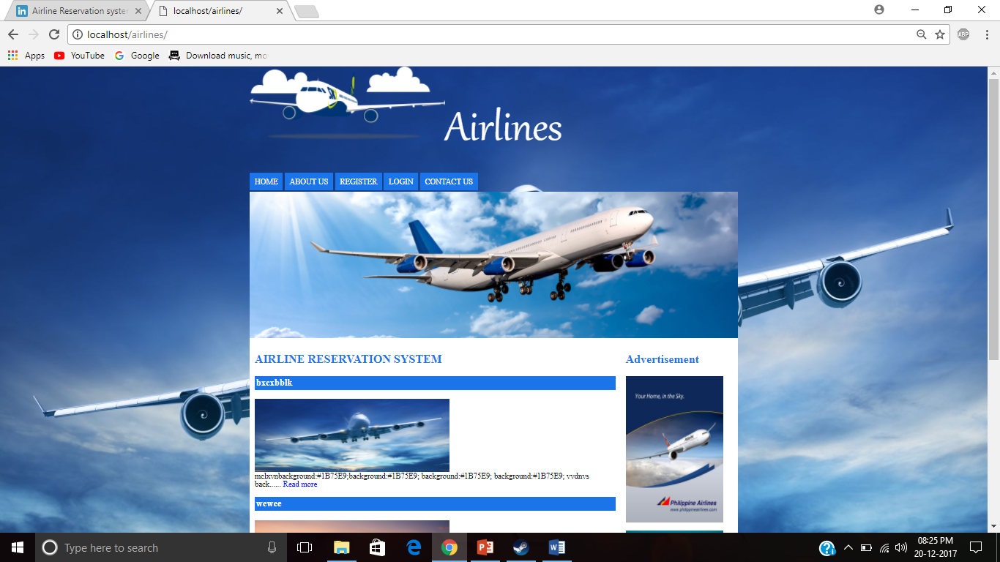 Airline Reservation syster
localhost/airlines/
localhost/airlines/
ABP
Apps YouTube Google Download music, mo
Airlines
HOME ABOUT US REGISTER LOGIN CONTACT US
AIRLINE RESERVATION SYSTEM
Advertisement
bxcxbblk
Your Home, in the Sky.
mclxvnbackground:#1B75E9;background:#1B75E9; background:#1B75E9; background:#1B75E9; vvdnvs
back...... Read more
Philippine Airlines
www.philippineairlines.com
wewee
Type here to search
08:25 PM
20-12-2017